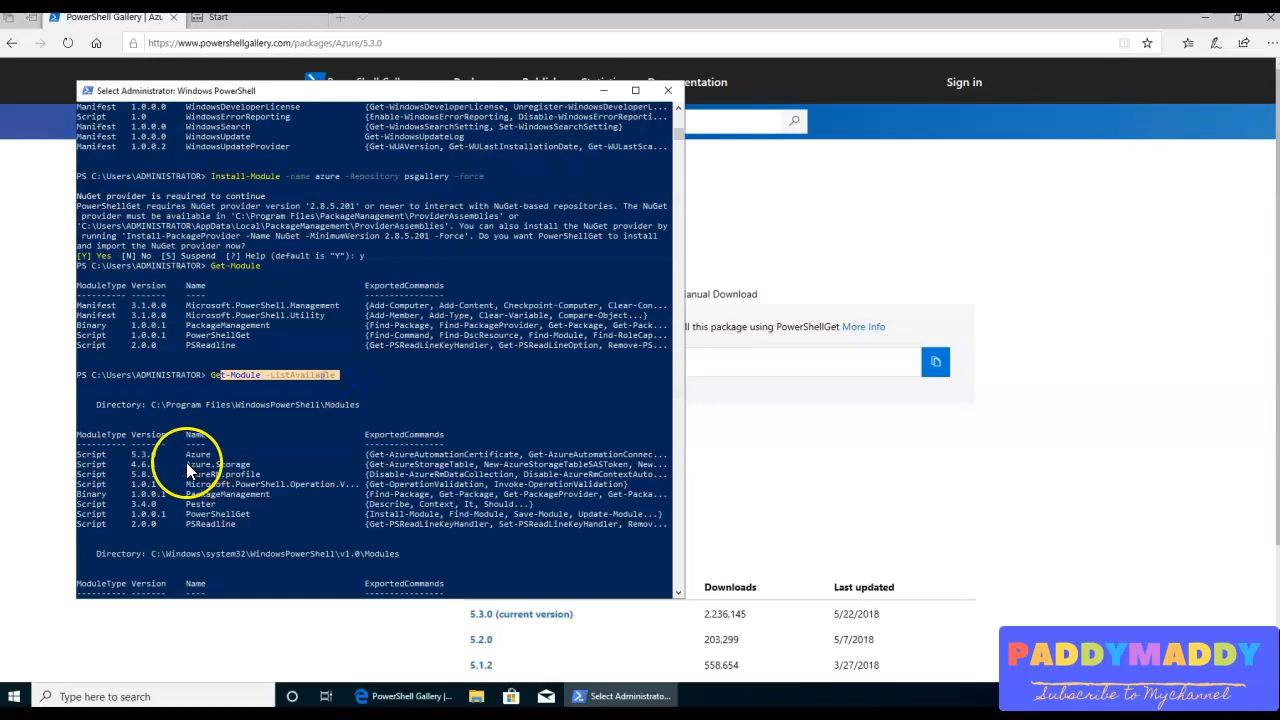 PowerShell Gallery | Azu
Start
https://www.powershellgallery.com/packages/Azure/5.3.0
Sign in
Select Administrator: Windows PowerShell
Manifest 1.0.0.0 WindowsDeveloperLicense {Get-WindowsDeveloperLicense, Unregister-WindowsDeveloperL...
Script 1.0 WindowsErrorReporting {Enable-WindowsErrorReporting, Disable-WindowsErrorReporti...
Manifest 1.0.0.0 WindowsSearch {Get-WindowsSearchSetting, Set-WindowsSearchSetting}
Manifest 1.0.0.0 WindowsUpdate Get-WindowsUpdateLog
Manifest 1.0.0.2 WindowsUpdateProvider {Get-WUAVersion, Get-WULastInstallationDate, Get-WULastSca...
PS C:\Users\ADMINISTRATOR> Install-Module -name azure -Repository psgallery -force
NuGet provider is required to continue
PowerShellGet requires NuGet provider version '2.8.5.201' or newer to interact with NuGet-based repositories. The NuGet
provider must be available in 'C:\Program Files\PackageManagement\ProviderAssemblies' or
'C:\Users\ADMINISTRATOR\AppData\Local\PackageManagement\ProviderAssemblies'. You can also install the NuGet provider by
running 'Install-PackageProvider -Name NuGet -MinimumVersion 2.8.5.201 -Force'. Do you want PowerShellGet to install
and import the NuGet provider now?
[Y] Yes [N] No [S] Suspend [?] Help (default is "Y"): y
PS C:\Users\ADMINISTRATOR> Get-Module
ModuleType Version Name ExportedCommands
---------- ------- ---- ----------------
Manifest 3.1.0.0 Microsoft.PowerShell.Management {Add-Computer, Add-Content, Checkpoint-Computer, Clear-Con...
Manifest 3.1.0.0 Microsoft.PowerShell.Utility {Add-Member, Add-Type, Clear-Variable, Compare-Object...}
Binary 1.0.0.1 PackageManagement {Find-Package, Find-PackageProvider, Get-Package, Get-Pack...
Script 1.0.0.1 PowerShellGet {Find-Command, Find-DscResource, Find-Module, Find-RoleCap...
Script 2.0.0 PSReadline {Get-PSReadLineKeyHandler, Get-PSReadLineOption, Remove-PS...
PS C:\Users\ADMINISTRATOR> Get-Module -ListAvailable
Directory: C:\Program Files\WindowsPowerShell\Modules
ModuleType Version Name ExportedCommands
---------- ------- ---- ----------------
Script 5.3. Azure {Get-AzureAutomationCertificate, Get-AzureAutomationConnec...
Script 4.6. Azure.Storage {Get-AzureStorageTable, New-AzureStorageTableSASToken, New...
Script 5.8. {Disable-AzureRmDataCollection, Disable-AzureRmContextAuto...
Script 1.0.1 Microsoft.PowerShell.Operation.V... {Get-OperationValidation, Invoke-OperationValidation}
Binary 1.0.0.1 PackageManagement {Find-Package, Get-Package, Get-PackageProvider, Get-Packa...
Script 3.4.0 Pester {Describe, Context, It, Should...}
Script 1.0.0.1 PowerShellGet {Install-Module, Find-Module, Save-Module, Update-Module...}
Script 2.0.0 PSReadline {Get-PSReadLineKeyHandler, Set-PSReadLineKeyHandler, Remov...
Directory: C:\Windows\system32\WindowsPowerShell\v1.0\Modules
ModuleType Version Name ExportedCommands
anual Download
ll this package using PowerShellGet More Info
Downloads Last updated
5.3.0 (current version) 2,236,145 5/22/2018
5.2.0 203,299 5/7/2018
5.1.2 558,654 3/27/2018
PADDYMADDY
Subscribe to Mychannel
Type here to search
PowerShell Gallery |...
Select Administrato...